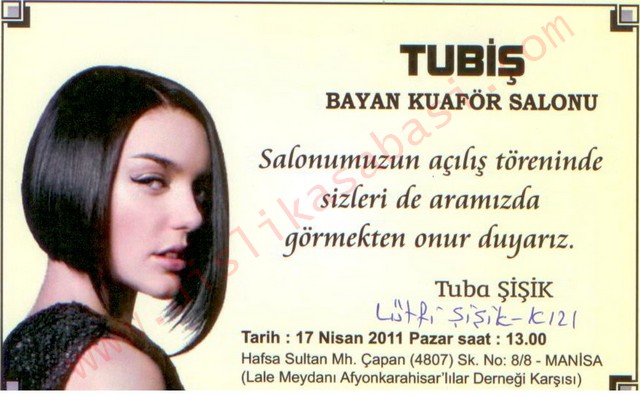 TUBİŞ
BAYAN KUAFÖR SALONU
Salonumuzun açılış töreninde
sizleri de aramızda
görmekten onur duyarız.
Tuba ŞİŞİK
Lütfi Şişik-Kızı
Tarih : 17 Nisan 2011 Pazar saat : 13.00
Hafsa Sultan Mh. Çapan (4807) Sk. No: 8/8 - MANİSA
(Lale Meydanı Afyonkarahisar'lılar Derneği Karşısı)